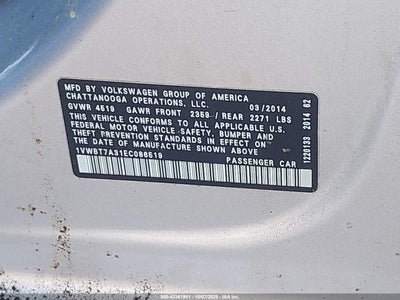 MFD BY VOLKSWAGEN GROUP OF AMERICA
CHATTANOOGA OPERATIONS, LLC. 03/2014
GVWR 4519 GAWR FRONT 2359 / REAR 2271 LBS
THIS VEHICLE CONFORMS TO ALL APPLICABLE U.S.
FEDERAL MOTOR VEHICLE SAFETY, BUMPER AND
THEFT PREVENTION STANDARDS IN EFFECT ON
THE DATE OF MANUFACTURE SHOWN ABOVE
1VWBT7A31EC086519 PASSENGER CAR
1220133 2014 62